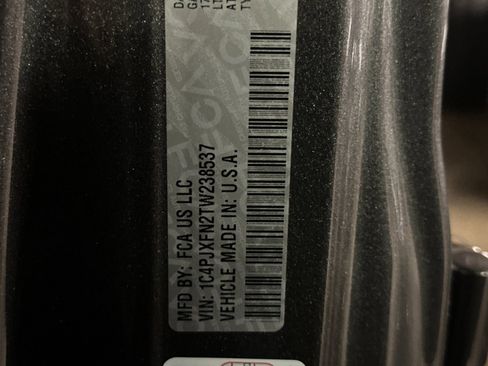 MFD BY: FCA US LLC
VIN: 1C4PJXFN2TW238537
VEHICLE MADE IN: U.S.A.